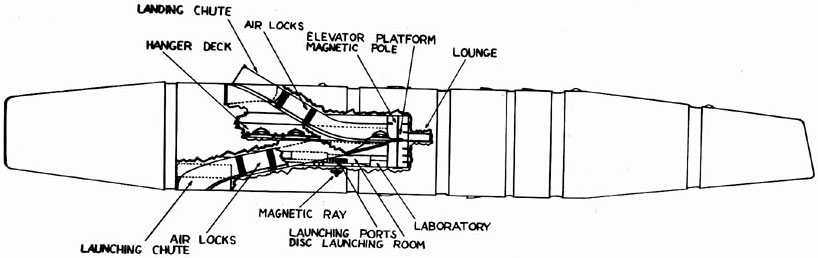 LANDING CHUTE
AIR LOCKS
HANGER DECK
ELEVATOR PLATFORM
MAGNETIC POLE
LOUNGE
MAGNETIC RAY
LABORATORY
LAUNCHING PORTS
DISC LAUNCHING ROOM
AIR LOCKS
LAUNCHING CHUTE